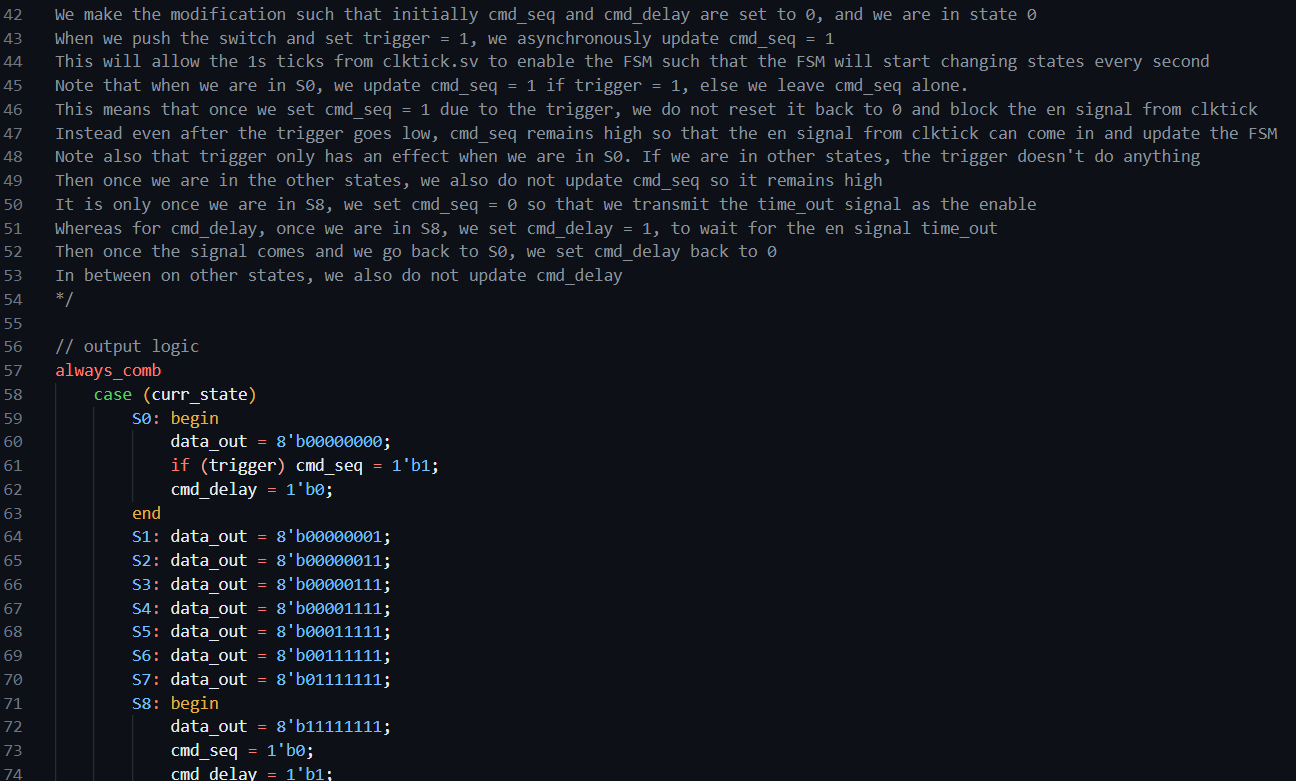 42 We make the modification such that initially cmd_seq and cmd_delay are set to 0, and we are in state 0
43 When we push the switch and set trigger = 1, we asynchronously update cmd_seq = 1
44 This will allow the 1s ticks from clktick.sv to enable the FSM such that the FSM will start changing states every second
45 Note that when we are in S0, we update cmd_seq = 1 if trigger = 1, else we leave cmd_seq alone.
46 This means that once we set cmd_seq = 1 due to the trigger, we do not reset it back to 0 and block the en signal from clktick
47 Instead even after the trigger goes low, cmd_seq remains high so that the en signal from clktick can come in and update the FSM
48 Note also that trigger only has an effect when we are in S0. If we are in other states, the trigger doesn't do anything
49 Then once we are in the other states, we also do not update cmd_seq so it remains high
50 It is only once we are in S8, we set cmd_seq = 0 so that we transmit the time_out signal as the enable
51 Whereas for cmd_delay, once we are in S8, we set cmd_delay = 1, to wait for the en signal time_out
52 Then once the signal comes and we go back to S0, we set cmd_delay back to 0
53 In between on other states, we also do not update cmd_delay
54 */
55
56 // output logic
57 always_comb
58 case (curr_state)
59 S0: begin
60 data_out = 8'b00000000;
61 if (trigger) cmd_seq = 1'b1;
62 cmd_delay = 1'b0;
63 end
64 S1: data_out = 8'b00000001;
65 S2: data_out = 8'b00000011;
66 S3: data_out = 8'b00000111;
67 S4: data_out = 8'b00001111;
68 S5: data_out = 8'b00011111;
69 S6: data_out = 8'b00111111;
70 S7: data_out = 8'b01111111;
71 S8: begin
72 data_out = 8'b11111111;
73 cmd_seq = 1'b0;
74 cmd_delay = 1'b1;